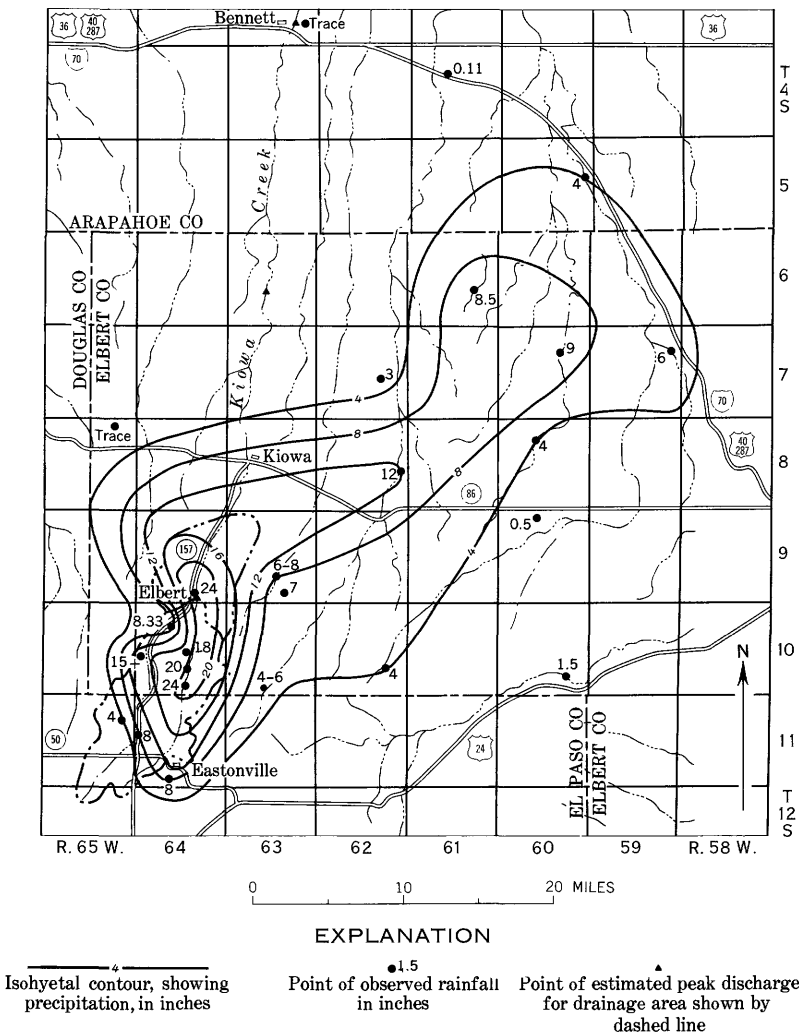 Bennett
Trace
36
40
287
36
70
0.11
T
4
S
Creek
4
5
ARAPAHOE CO
DOUGLAS CO
ELBERT CO
8.5
6
Kiowa
3
9
6
7
4
70
Trace
8
4
40
287
Kiowa
12
8
8
86
157
12
16
0.5
4
9
12
6-8
7
Elbert
24
8.33
18
15
20
20
24
4-6
4
1.5
N
10
4
8
50
24
11
Eastonville
8
EL PASO CO
ELBERT CO
T
12
S
R. 65 W.
64
63
62
61
60
59
R. 58 W.
0
10
20 MILES
EXPLANATION
4
Isohyetal contour, showing
precipitation, in inches
1.5
Point of observed rainfall
in inches
Point of estimated peak discharge
for drainage area shown by
dashed line